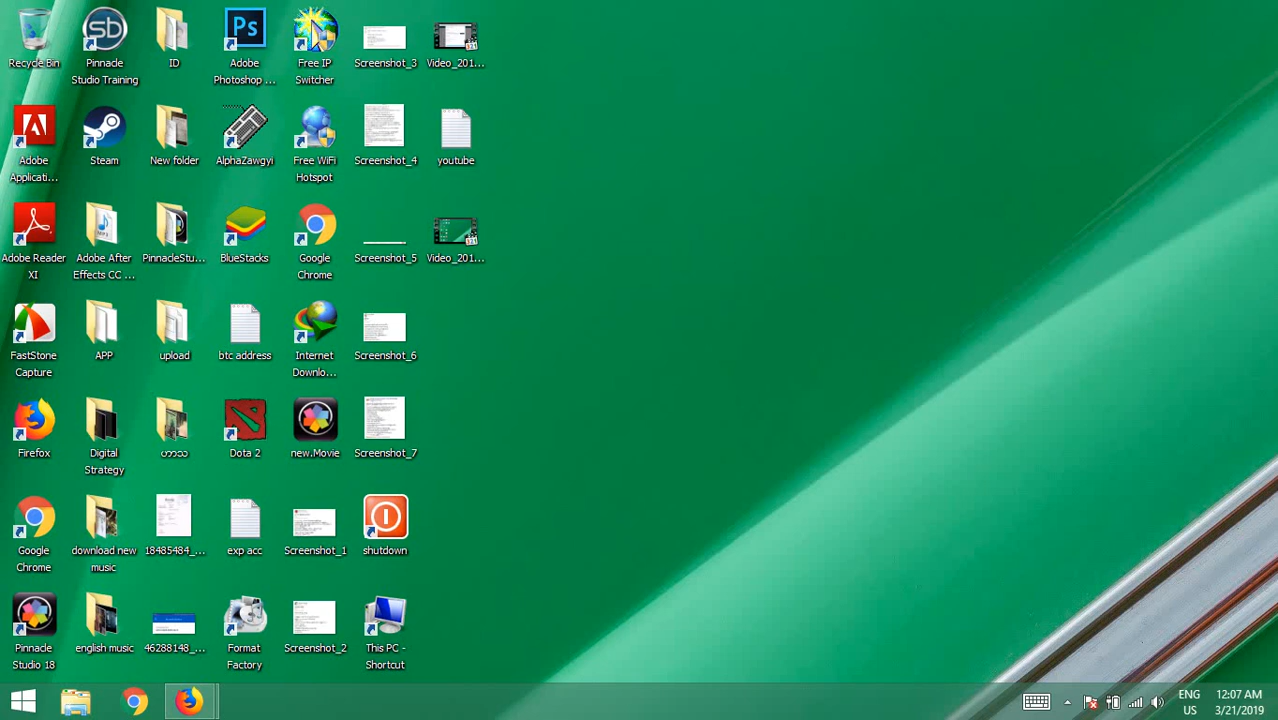 Recycle Bin
Pinnacle
Studio Training
ID
Adobe
Photoshop ...
Free IP
Switcher
Screenshot_3
Video_201...
Adobe
Applicati...
Steam
New folder
AlphaZawgyi
Free WiFi
Hotspot
Screenshot_4
youtube
Adobe Reader
XI
Adobe After
Effects CC ...
PinnacleStu...
BlueStacks
Google
Chrome
Screenshot_5
Video_201...
FastStone
Capture
APP
upload
btc address
Internet
Downlo...
Screenshot_6
Firefox
Digital
Strategy
Dota 2
new.Movie
Screenshot_7
Google
Chrome
download new
music
18485484_...
exp acc
Screenshot_1
shutdown
Pinnacle
Studio 18
english music
46288148_...
Format
Factory
Screenshot_2
This PC -
Shortcut
ENG
US
12:07 AM
3/21/2019